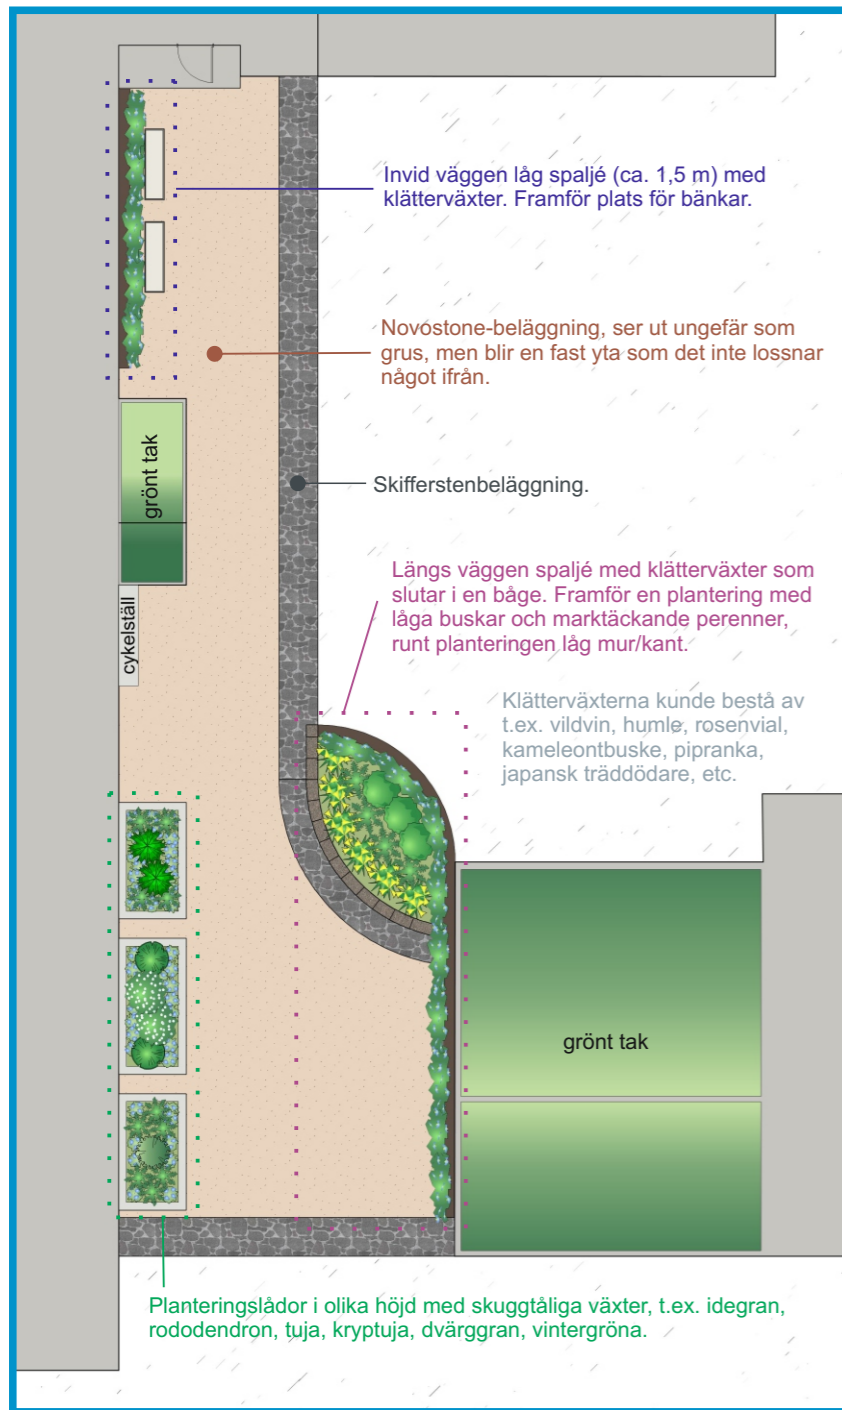 Invid väggen låg spaljé (ca. 1,5 m) med
klätterväxter. Framför plats för bänkar.
Novostone-beläggning, ser ut ungefär som
grus, men blir en fast yta som det inte lossnar
något ifrån.
grönt tak
Skifferstenbeläggning.
Längs väggen spaljé med klätterväxter som
slutar i en båge. Framför en plantering med
låga buskar och marktäckande perenner,
runt planteringen låg mur/kant.
cykelställ
Klätterväxterna kunde bestå av
t.ex. vildvin, humle, rosenvial,
kameleontbuske, pipranka,
japansk träddödare, etc.
grönt tak
Planteringslådor i olika höjd med skuggtåliga växter, t.ex. idegran,
rododendron, tuja, kryptuja, dvärggran, vintergröna.